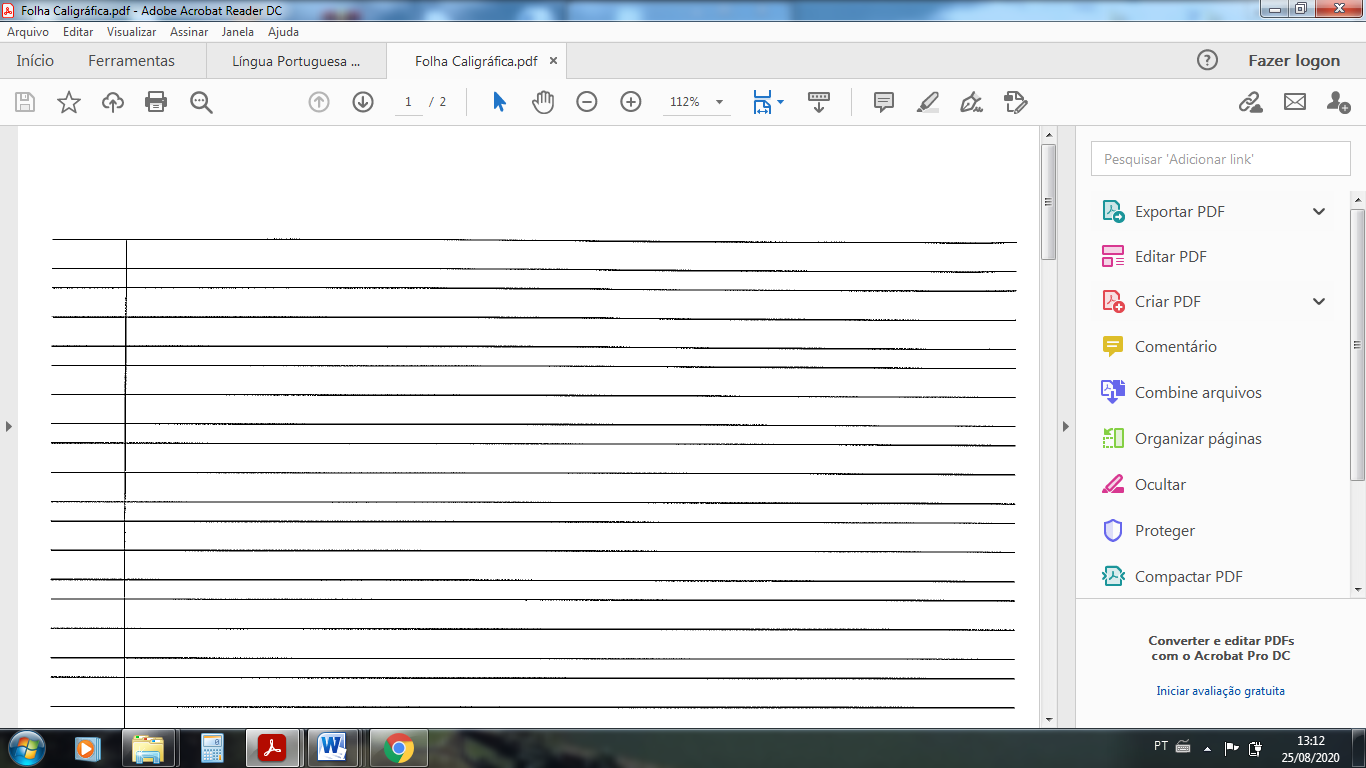 Folha Caligráfica.pdf - Adobe Acrobat Reader DC
Arquivo Editar Visualizar Assinar Janela Ajuda
Início Ferramentas Língua Portuguesa ... Folha Caligráfica.pdf × ? Fazer logon
1 / 2 112%
Pesquisar 'Adicionar link'
Exportar PDF
Editar PDF
Criar PDF
Comentário
Combine arquivos
Organizar páginas
Ocultar
Proteger
Compactar PDF
Converter e editar PDFs
com o Acrobat Pro DC
Iniciar avaliação gratuita
PT 13:12
25/08/2020